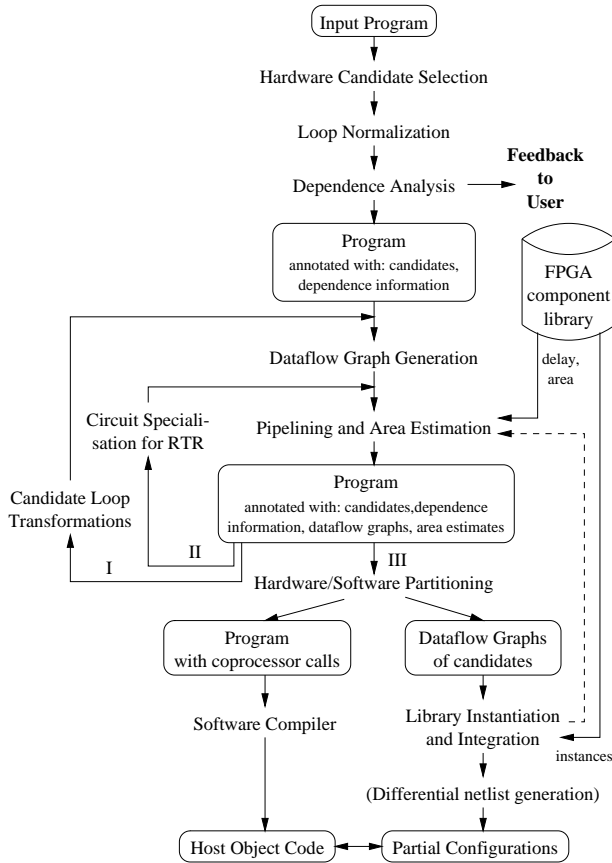 Input Program
Hardware Candidate Selection
Loop Normalization
Dependence Analysis
Feedback
to
User
Program
annotated with: candidates,
dependence information
FPGA
component
library
Dataflow Graph Generation
delay,
area
Circuit Speciali-
sation for RTR
Pipelining and Area Estimation
Candidate Loop
Transformations
Program
annotated with: candidates,dependence
information, dataflow graphs, area estimates
I
II
III
Hardware/Software Partitioning
Program
with coprocessor calls
Dataflow Graphs
of candidates
Software Compiler
Library Instantiation
and Integration
instances
(Differential netlist generation)
Host Object Code
Partial Configurations